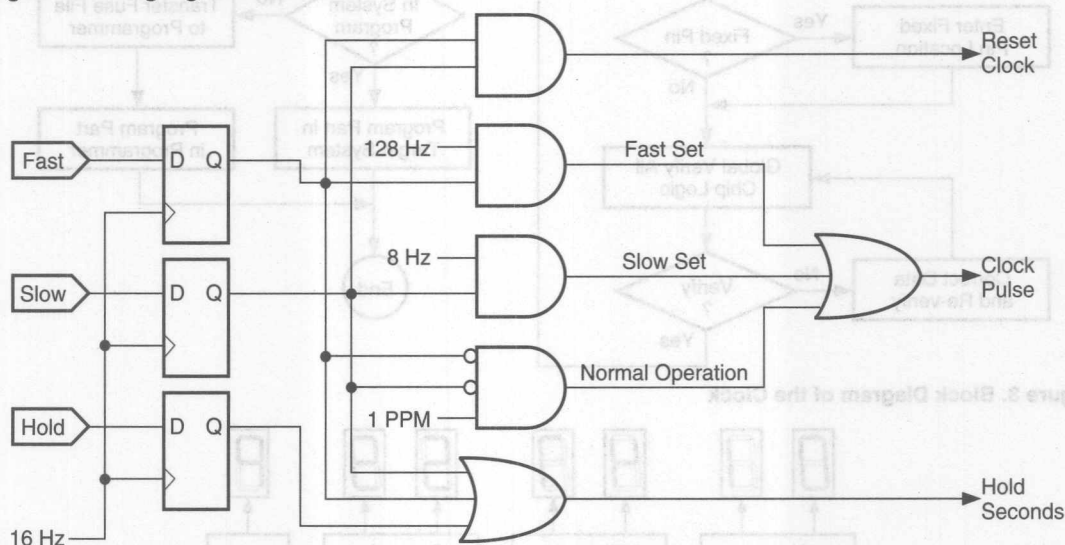 Reset
Clock
Fast
D Q
128 Hz
Fast Set
Slow
D Q
8 Hz
Slow Set
Clock
Pulse
Normal Operation
1 PPM
Hold
D Q
Hold
Seconds
16 Hz